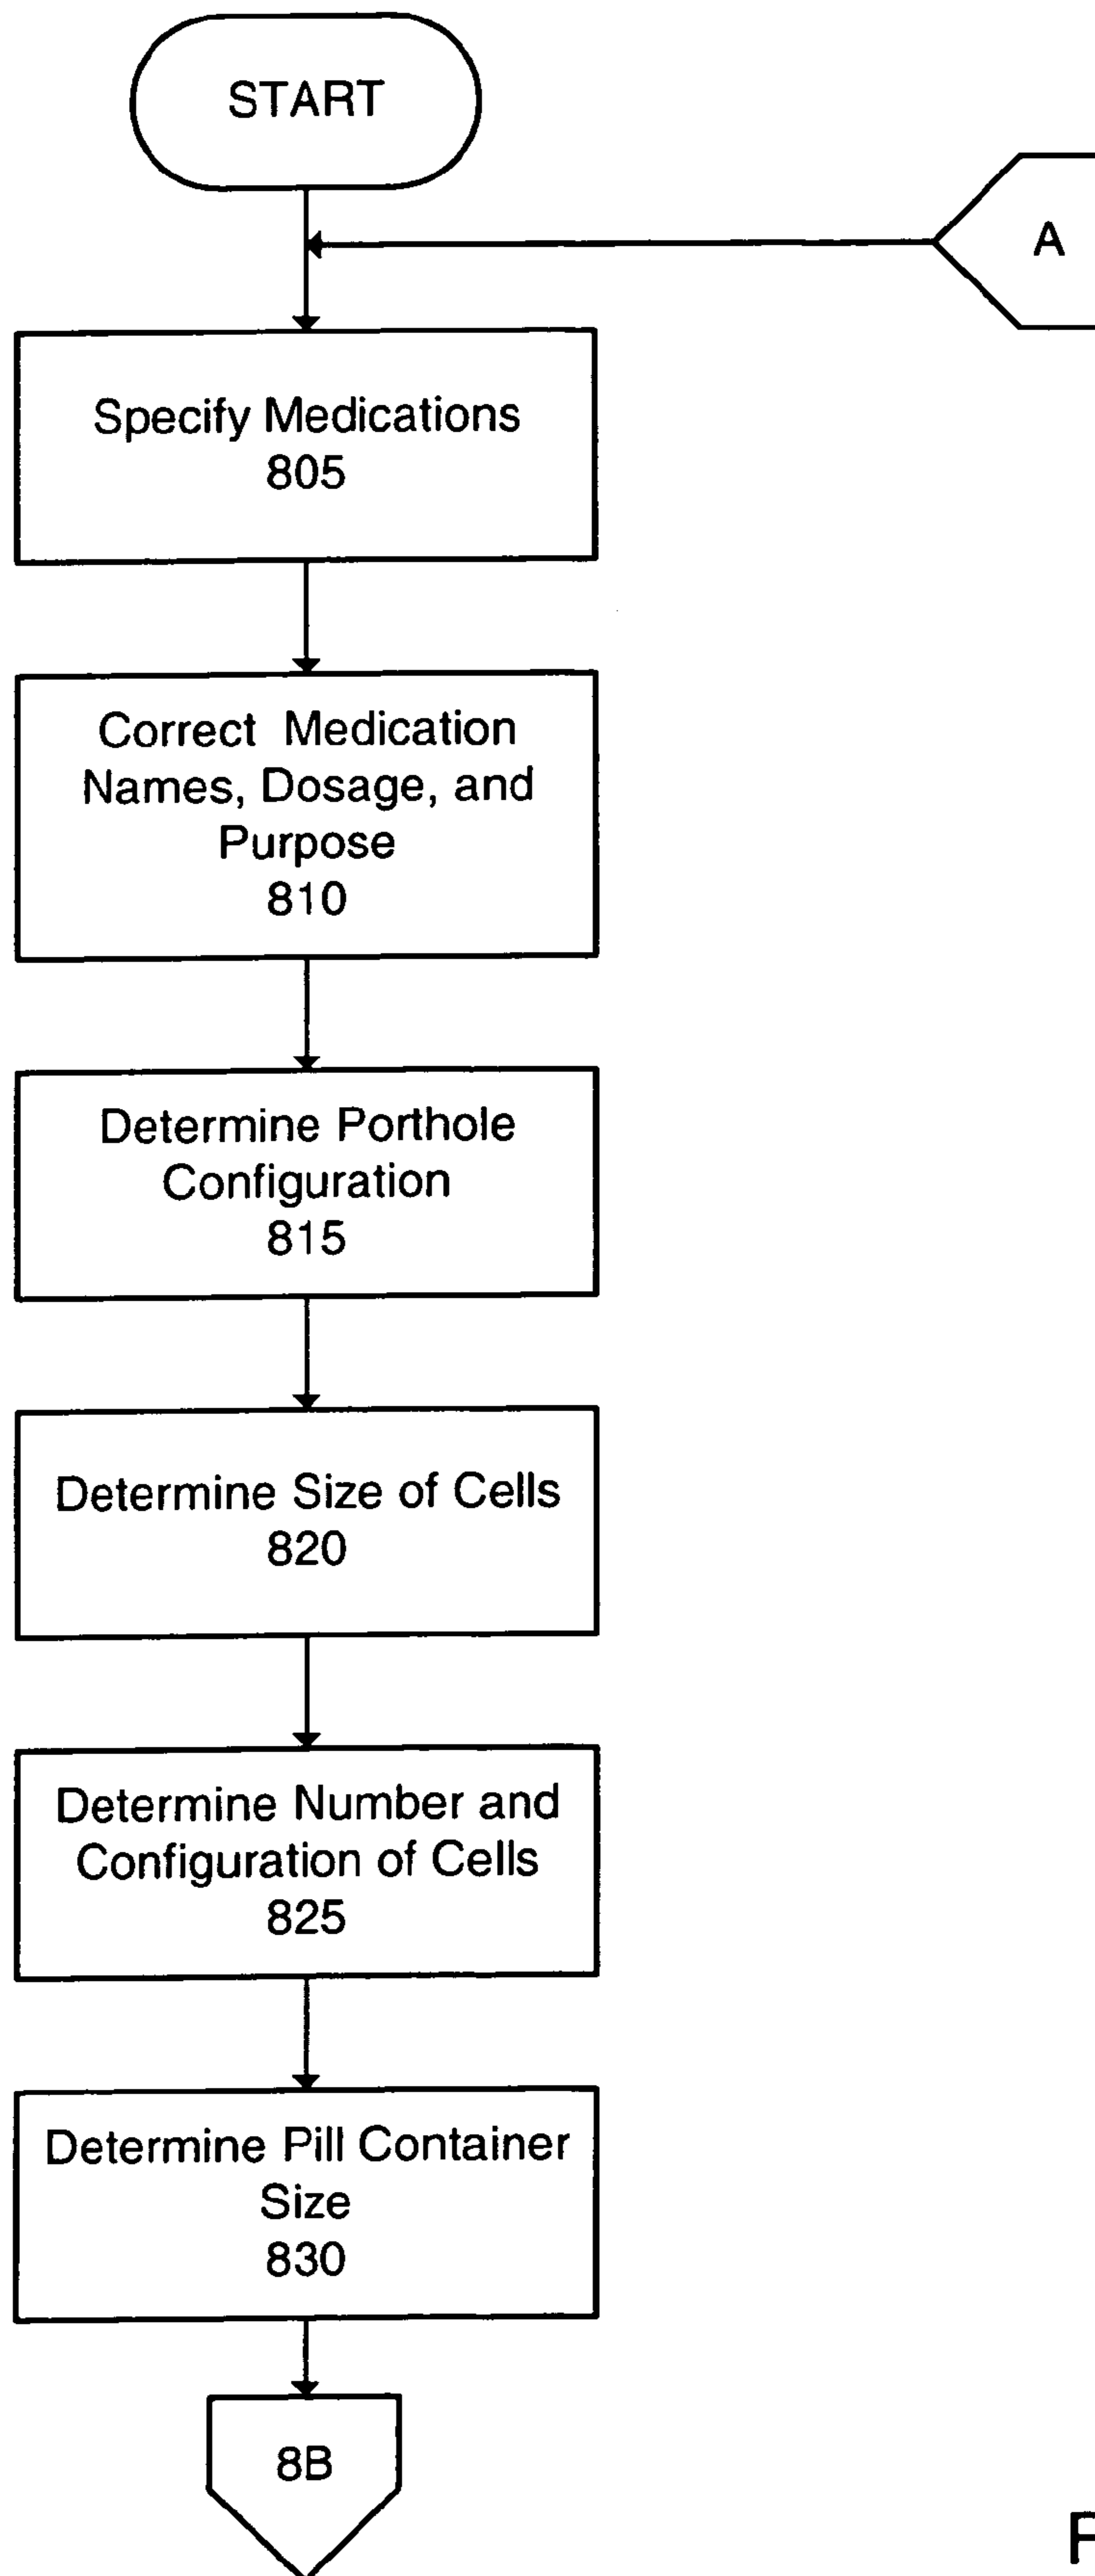 START
A
Specify Medications
805
Correct Medication
Names, Dosage, and
Purpose
810
Determine Porthole
Configuration
815
Determine Size of Cells
820
Determine Number and
Configuration of Cells
825
Determine Pill Container
Size
830
8B